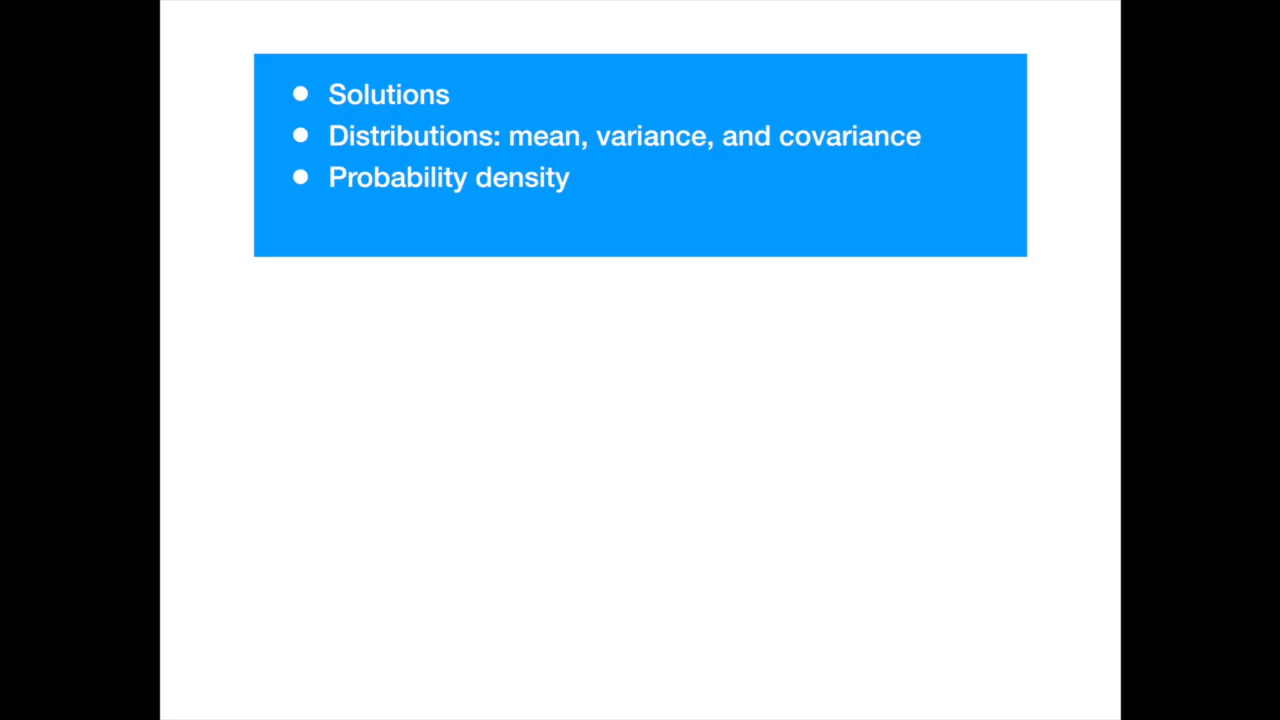 ● Solutions
● Distributions: mean, variance, and covariance
● Probability density